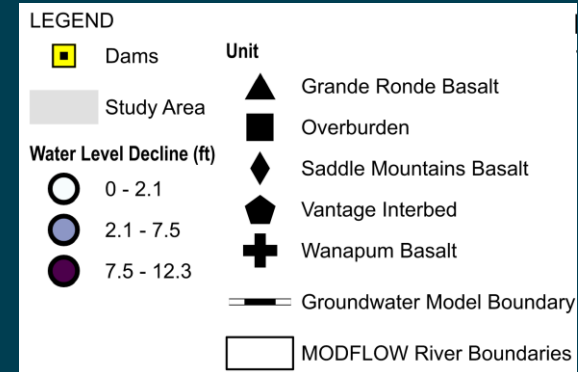 LEGEND
Dams
Study Area
Water Level Decline (ft)
0 - 2.1
2.1 - 7.5
7.5 - 12.3
Unit
Grande Ronde Basalt
Overburden
Saddle Mountains Basalt
Vantage Interbed
Wanapum Basalt
Groundwater Model Boundary
MODFLOW River Boundaries